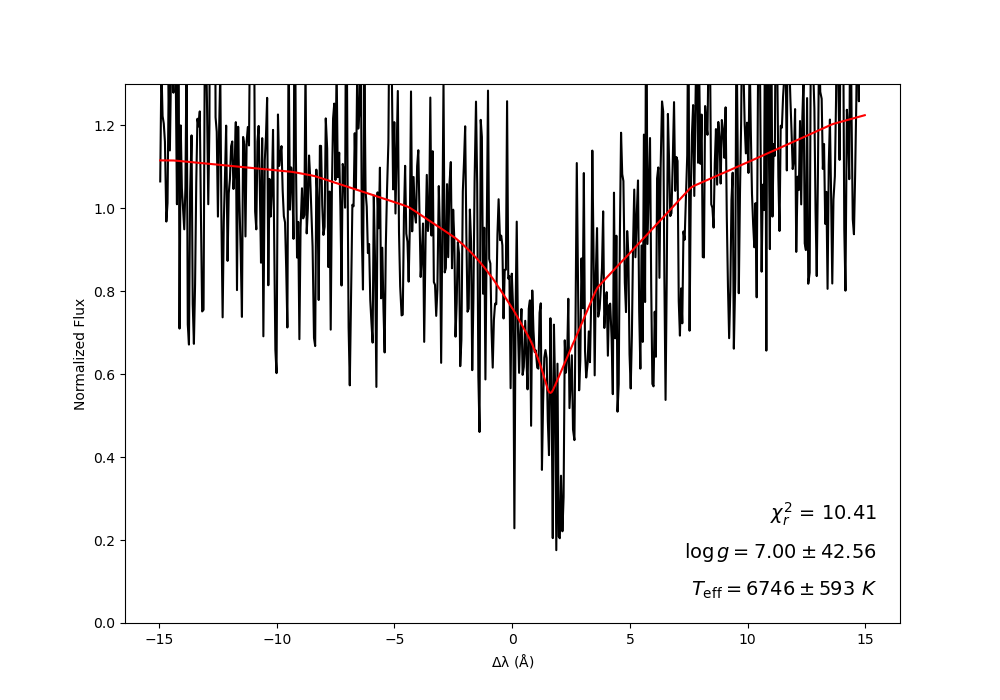 1.2
1.0
0.8
0.6
0.4
0.2
0.0
Normalized Flux
χ²ᵣ = 10.41
log g = 7.00 ± 42.56
T_eff = 6746 ± 593 K
−15 −10 −5 0 5 10 15
Δλ (Å)